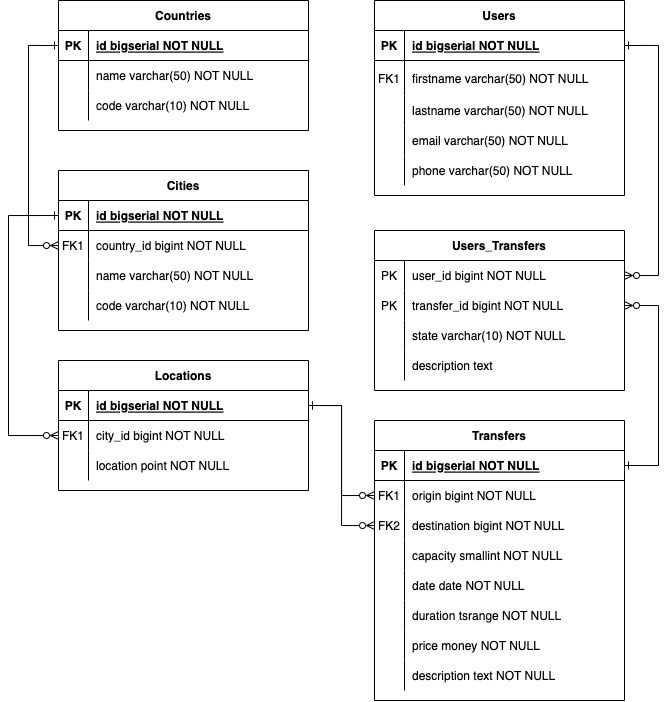 Countries
PK id bigserial NOT NULL
name varchar(50) NOT NULL
code varchar(10) NOT NULL
Cities
PK id bigserial NOT NULL
FK1 country_id bigint NOT NULL
name varchar(50) NOT NULL
code varchar(10) NOT NULL
Locations
PK id bigserial NOT NULL
FK1 city_id bigint NOT NULL
location point NOT NULL
Users
PK id bigserial NOT NULL
FK1 firstname varchar(50) NOT NULL
lastname varchar(50) NOT NULL
email varchar(50) NOT NULL
phone varchar(50) NOT NULL
Users_Transfers
PK user_id bigint NOT NULL
PK transfer_id bigint NOT NULL
state varchar(10) NOT NULL
description text
Transfers
PK id bigserial NOT NULL
FK1 origin bigint NOT NULL
FK2 destination bigint NOT NULL
capacity smallint NOT NULL
date date NOT NULL
duration tsrange NOT NULL
price money NOT NULL
description text NOT NULL